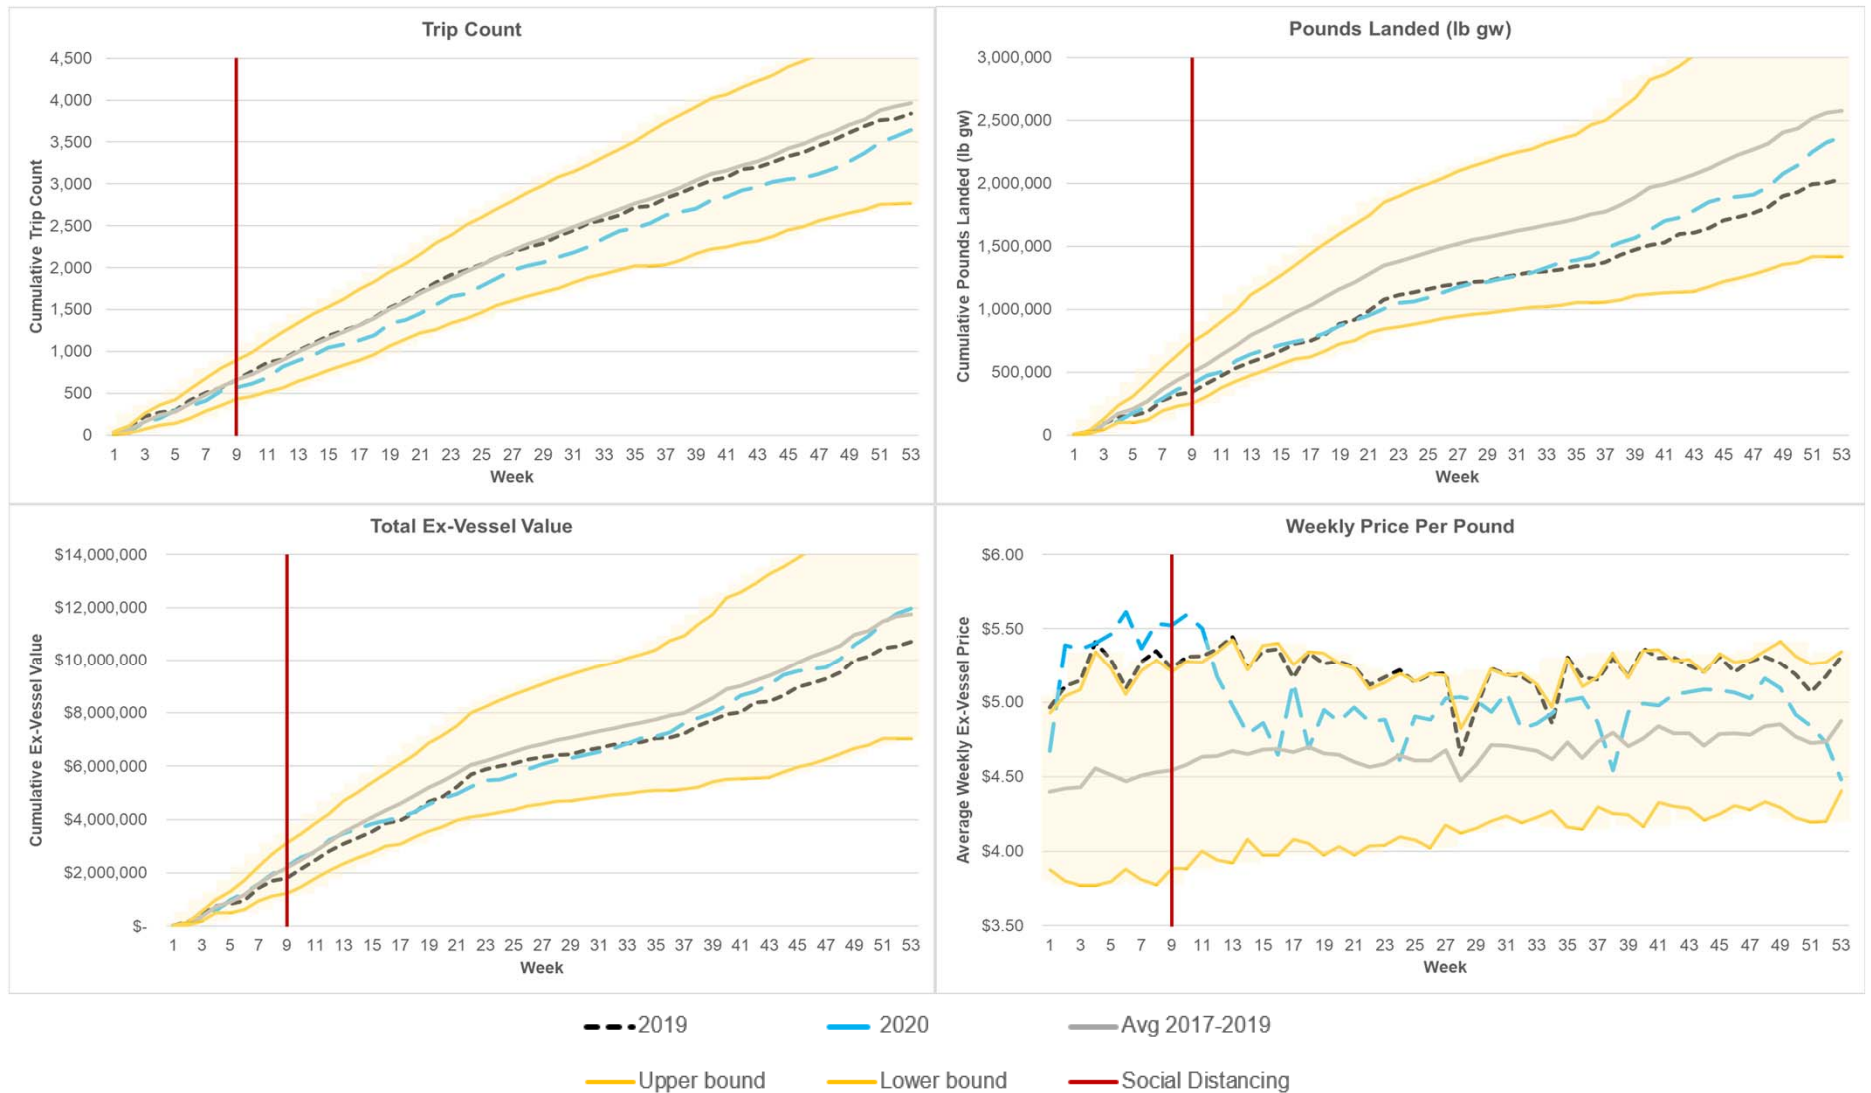 Trip Count
4,500
4,000
3,500
3,000
2,500
2,000
1,500
1,000
500
0
Cumulative Trip Count
1 3 5 7 9 11 13 15 17 19 21 23 25 27 29 31 33 35 37 39 41 43 45 47 49 51 53
Week
Pounds Landed (lb gw)
3,000,000
2,500,000
2,000,000
1,500,000
1,000,000
500,000
0
Cumulative Pounds Landed (lb gw)
1 3 5 7 9 11 13 15 17 19 21 23 25 27 29 31 33 35 37 39 41 43 45 47 49 51 53
Week
Total Ex-Vessel Value
$14,000,000
$12,000,000
$10,000,000
$8,000,000
$6,000,000
$4,000,000
$2,000,000
$-
Cumulative Ex-Vessel Value
1 3 5 7 9 11 13 15 17 19 21 23 25 27 29 31 33 35 37 39 41 43 45 47 49 51 53
Week
Weekly Price Per Pound
$6.00
$5.50
$5.00
$4.50
$4.00
$3.50
Average Weekly Ex-Vessel Price
1 3 5 7 9 11 13 15 17 19 21 23 25 27 29 31 33 35 37 39 41 43 45 47 49 51 53
Week
2019 2020 Avg 2017-2019
Upper bound Lower bound Social Distancing